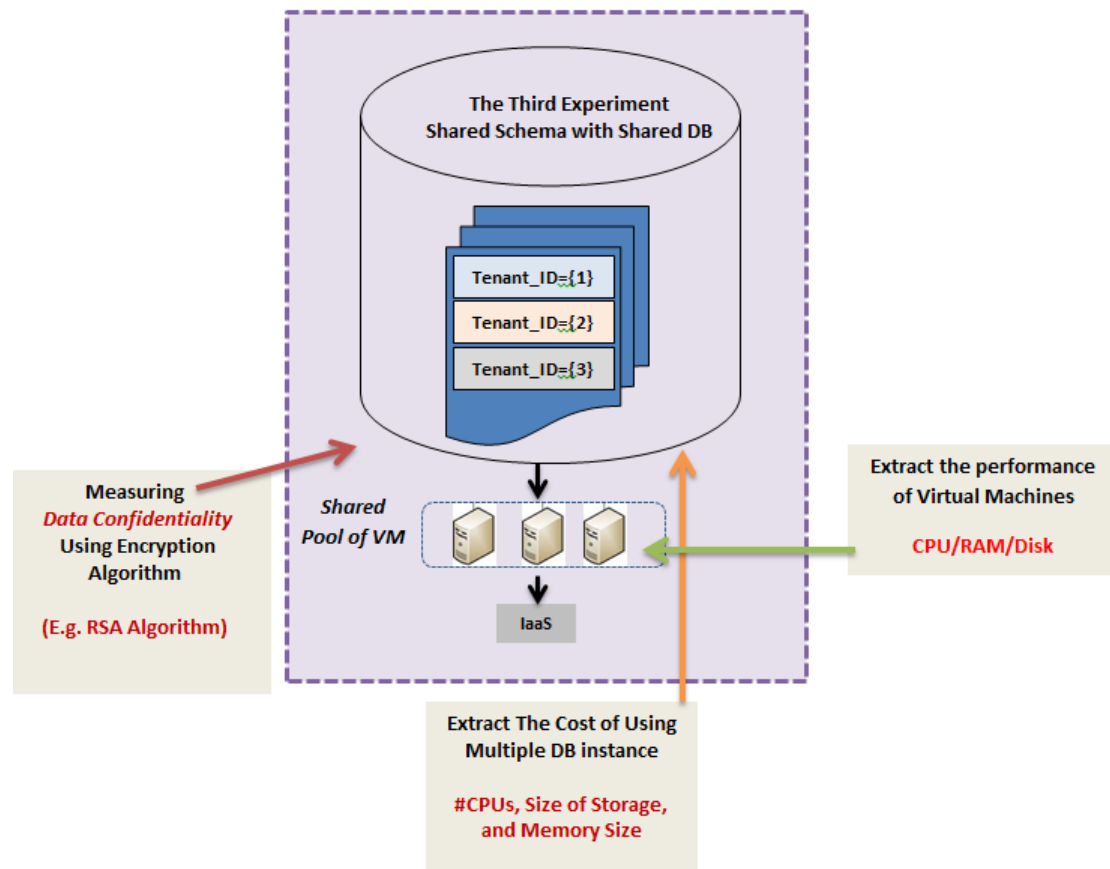 The Third Experiment
Shared Schema with Shared DB
Tenant_ID={1}
Tenant_ID={2}
Tenant_ID={3}
Measuring
Data Confidentiality
Using Encryption
Algorithm
(E.g. RSA Algorithm)
Shared
Pool of VM
Extract the performance
of Virtual Machines
CPU/RAM/Disk
IaaS
Extract The Cost of Using
Multiple DB instance
#CPUs, Size of Storage,
and Memory Size